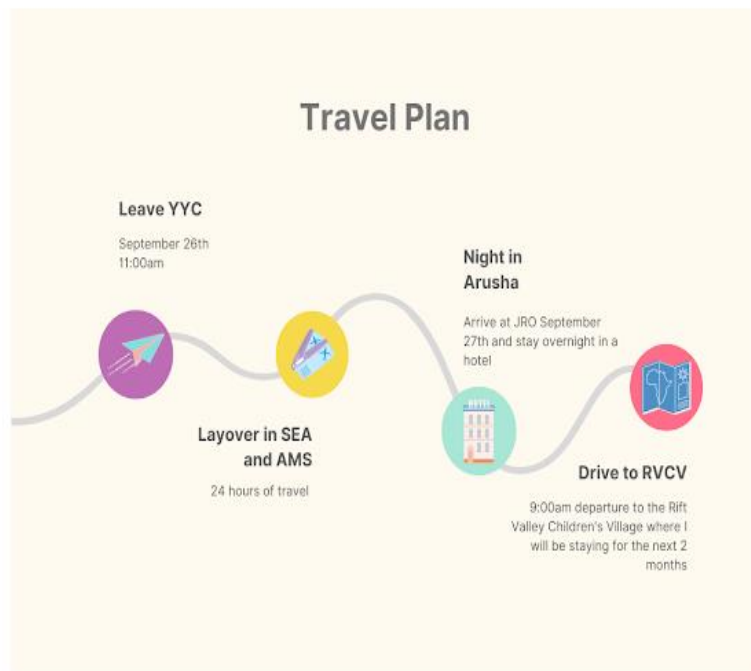 Travel Plan
Leave YYC
September 26th
11:00am
Layover in SEA
and AMS
24 hours of travel
Night in
Arusha
Arrive at JRO September
27th and stay overnight in a
hotel
HOTEL
Drive to RVCV
9:00am departure to the Rift
Valley Children's Village where I
will be staying for the next 2
months